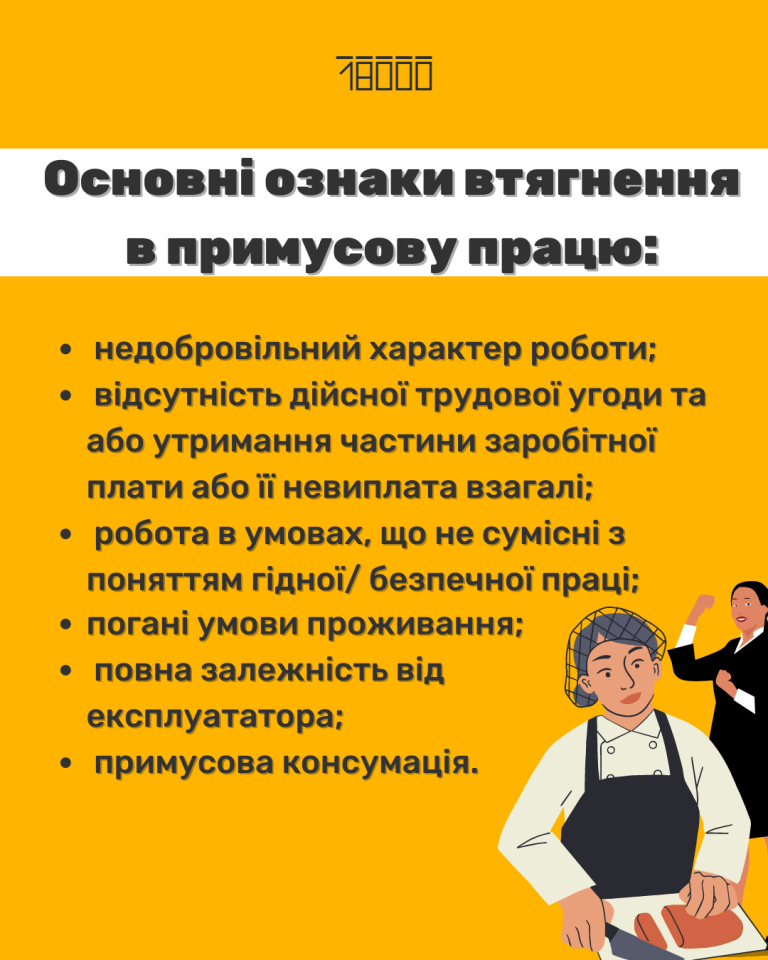 18000
Основні ознаки втягнення
в примусову працю:
• недобровільний характер роботи;
• відсутність дійсної трудової угоди та
або утримання частини заробітної
плати або її невиплата взагалі;
• робота в умовах, що не сумісні з
поняттям гідної/ безпечної праці;
• погані умови проживання;
• повна залежність від
експлуататора;
• примусова консумація.